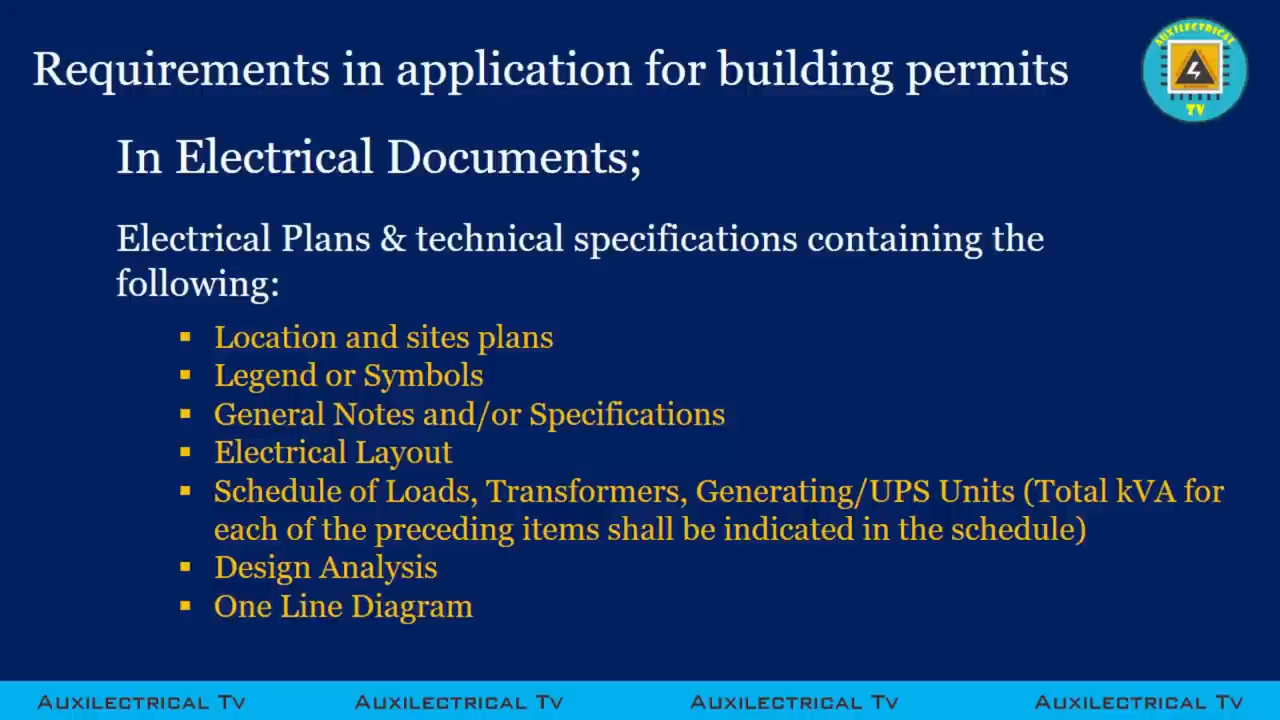 Requirements in application for building permits
AUXILECTRICAL
TV
In Electrical Documents;
Electrical Plans & technical specifications containing the
following:
▪ Location and sites plans
▪ Legend or Symbols
▪ General Notes and/or Specifications
▪ Electrical Layout
▪ Schedule of Loads, Transformers, Generating/UPS Units (Total kVA for
each of the preceding items shall be indicated in the schedule)
▪ Design Analysis
▪ One Line Diagram
Auxilectrical Tv Auxilectrical Tv Auxilectrical Tv Auxilectrical Tv